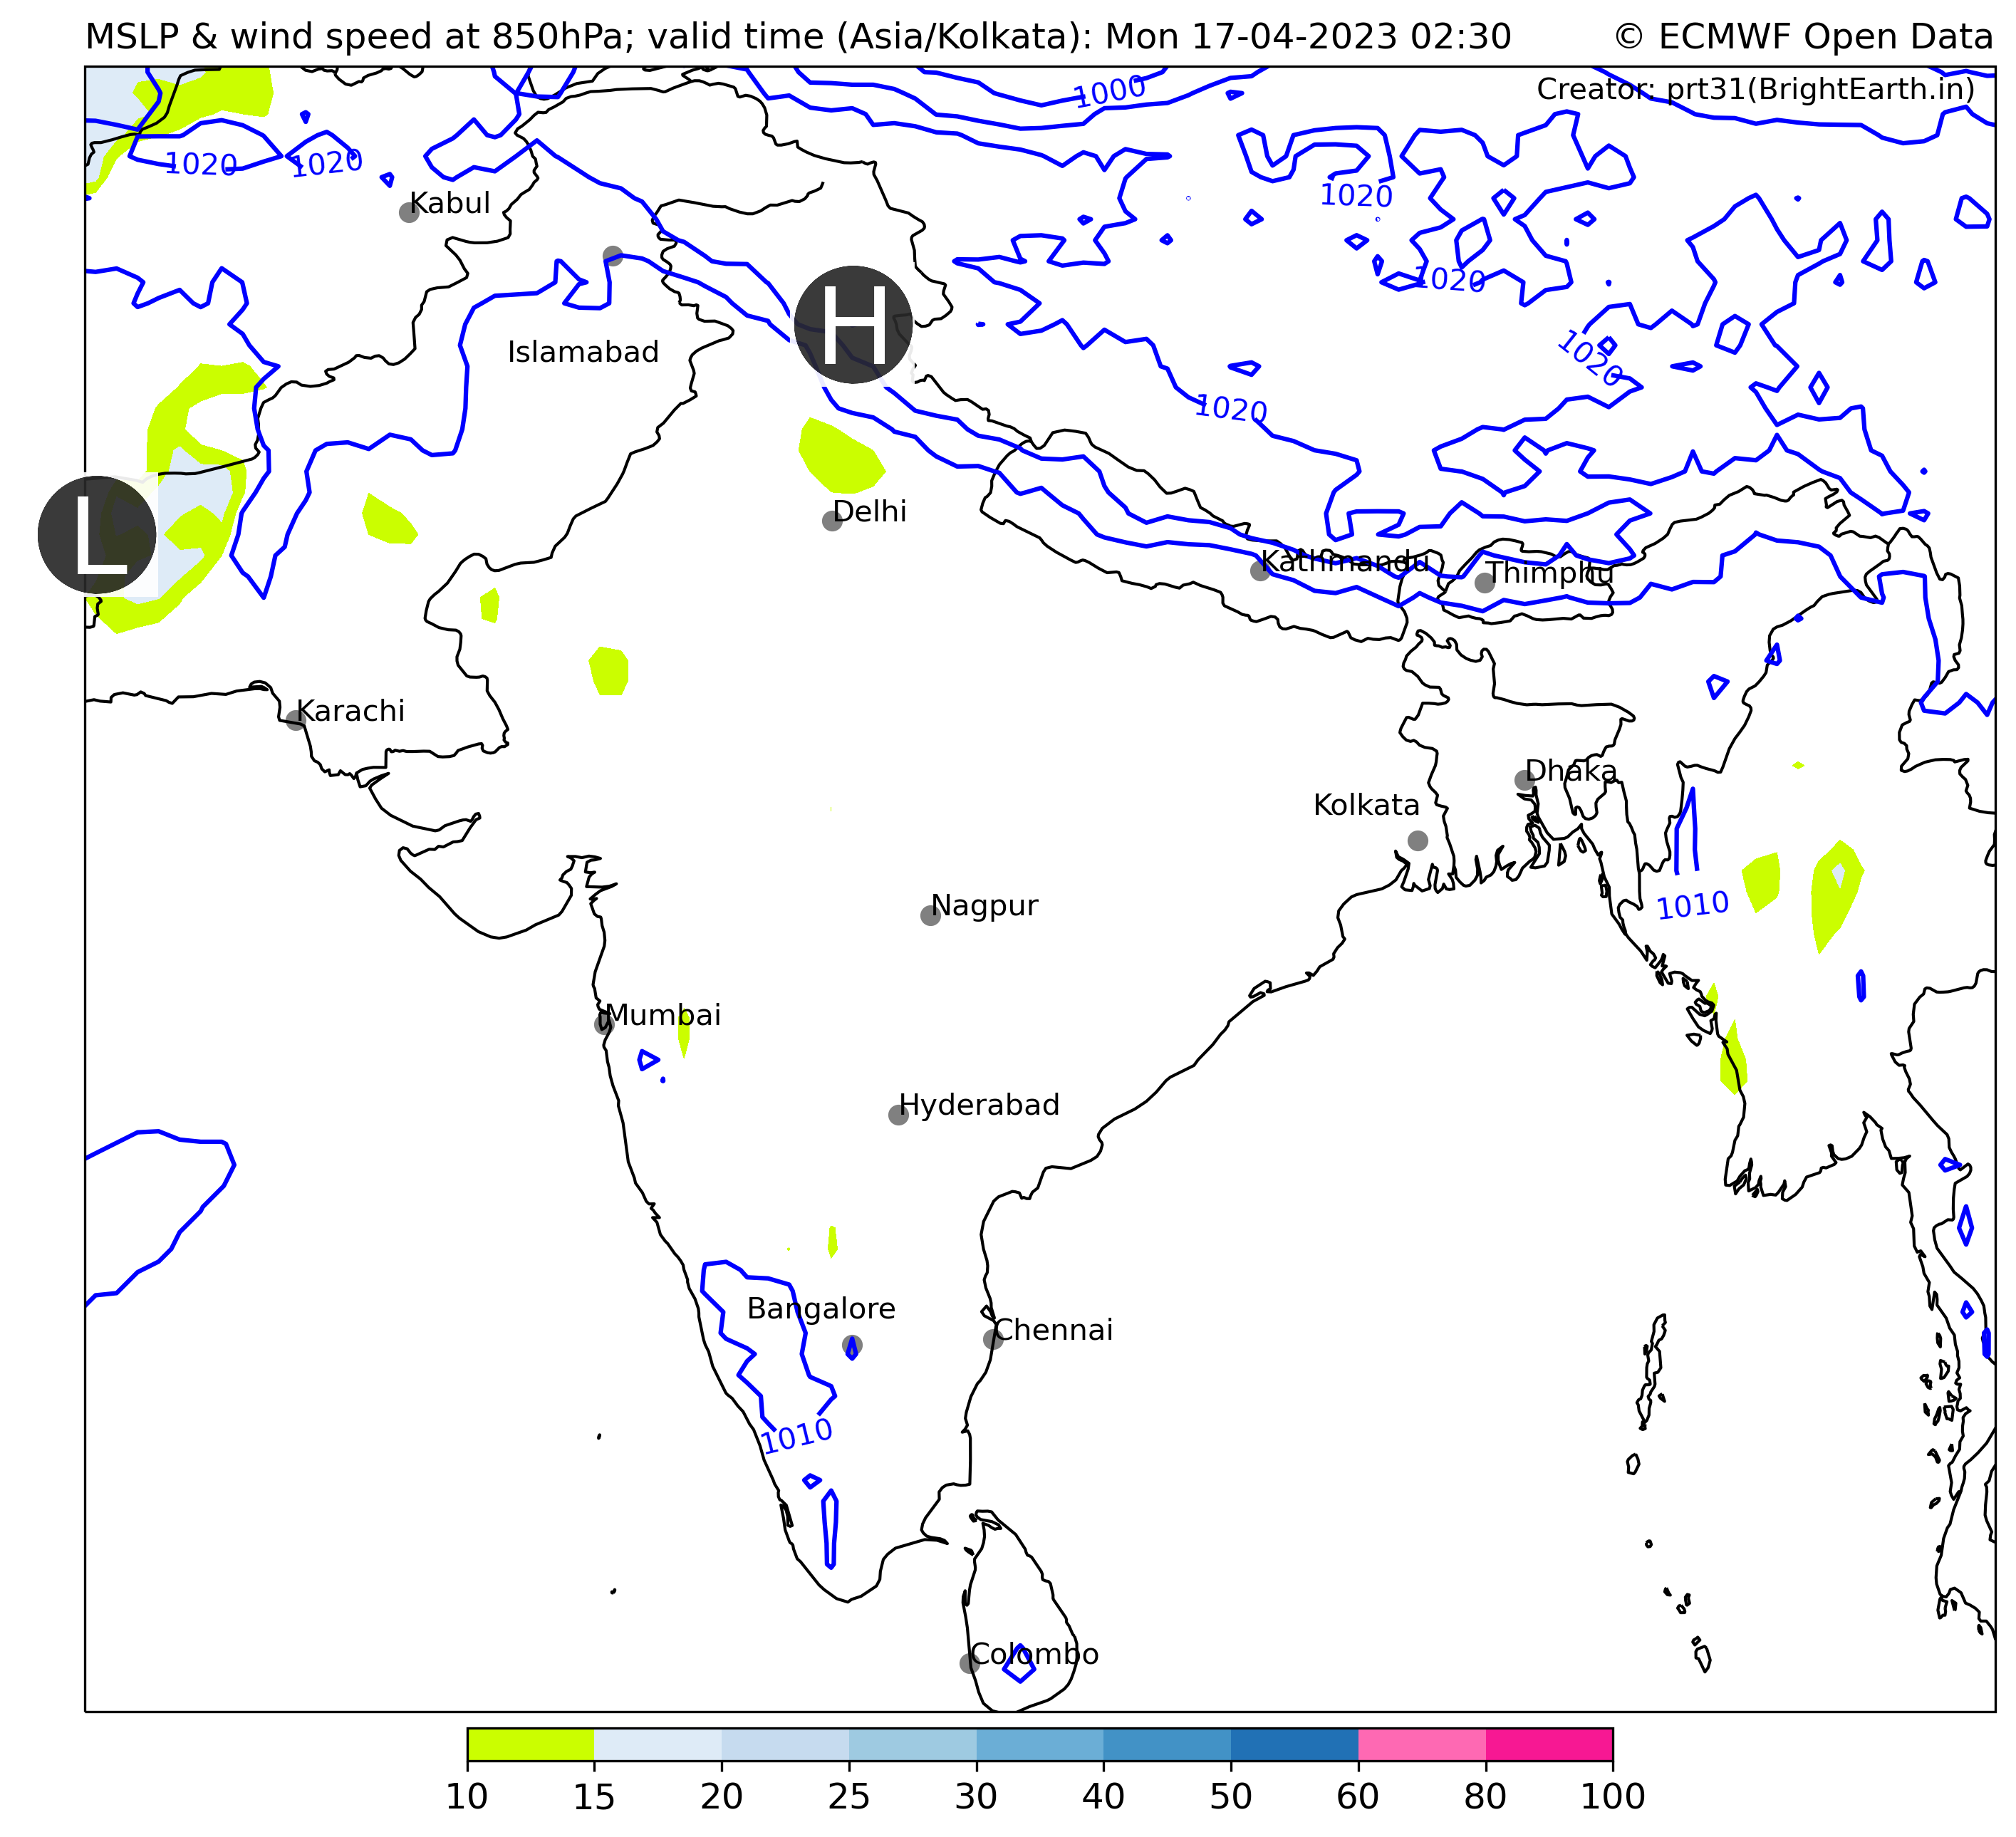 MSLP & wind speed at 850hPa; valid time (Asia/Kolkata): Mon 17-04-2023 02:30
© ECMWF Open Data
Creator: prt31(BrightEarth.in)
1000
1020
1020
1020
Kabul
1020
H
Islamabad
1020
1020
Delhi
L
Kathmandu
Thimphu
Karachi
Dhaka
Kolkata
Nagpur
1010
Mumbai
Hyderabad
Bangalore
Chennai
1010
Colombo
10 15 20 25 30 40 50 60 80 100